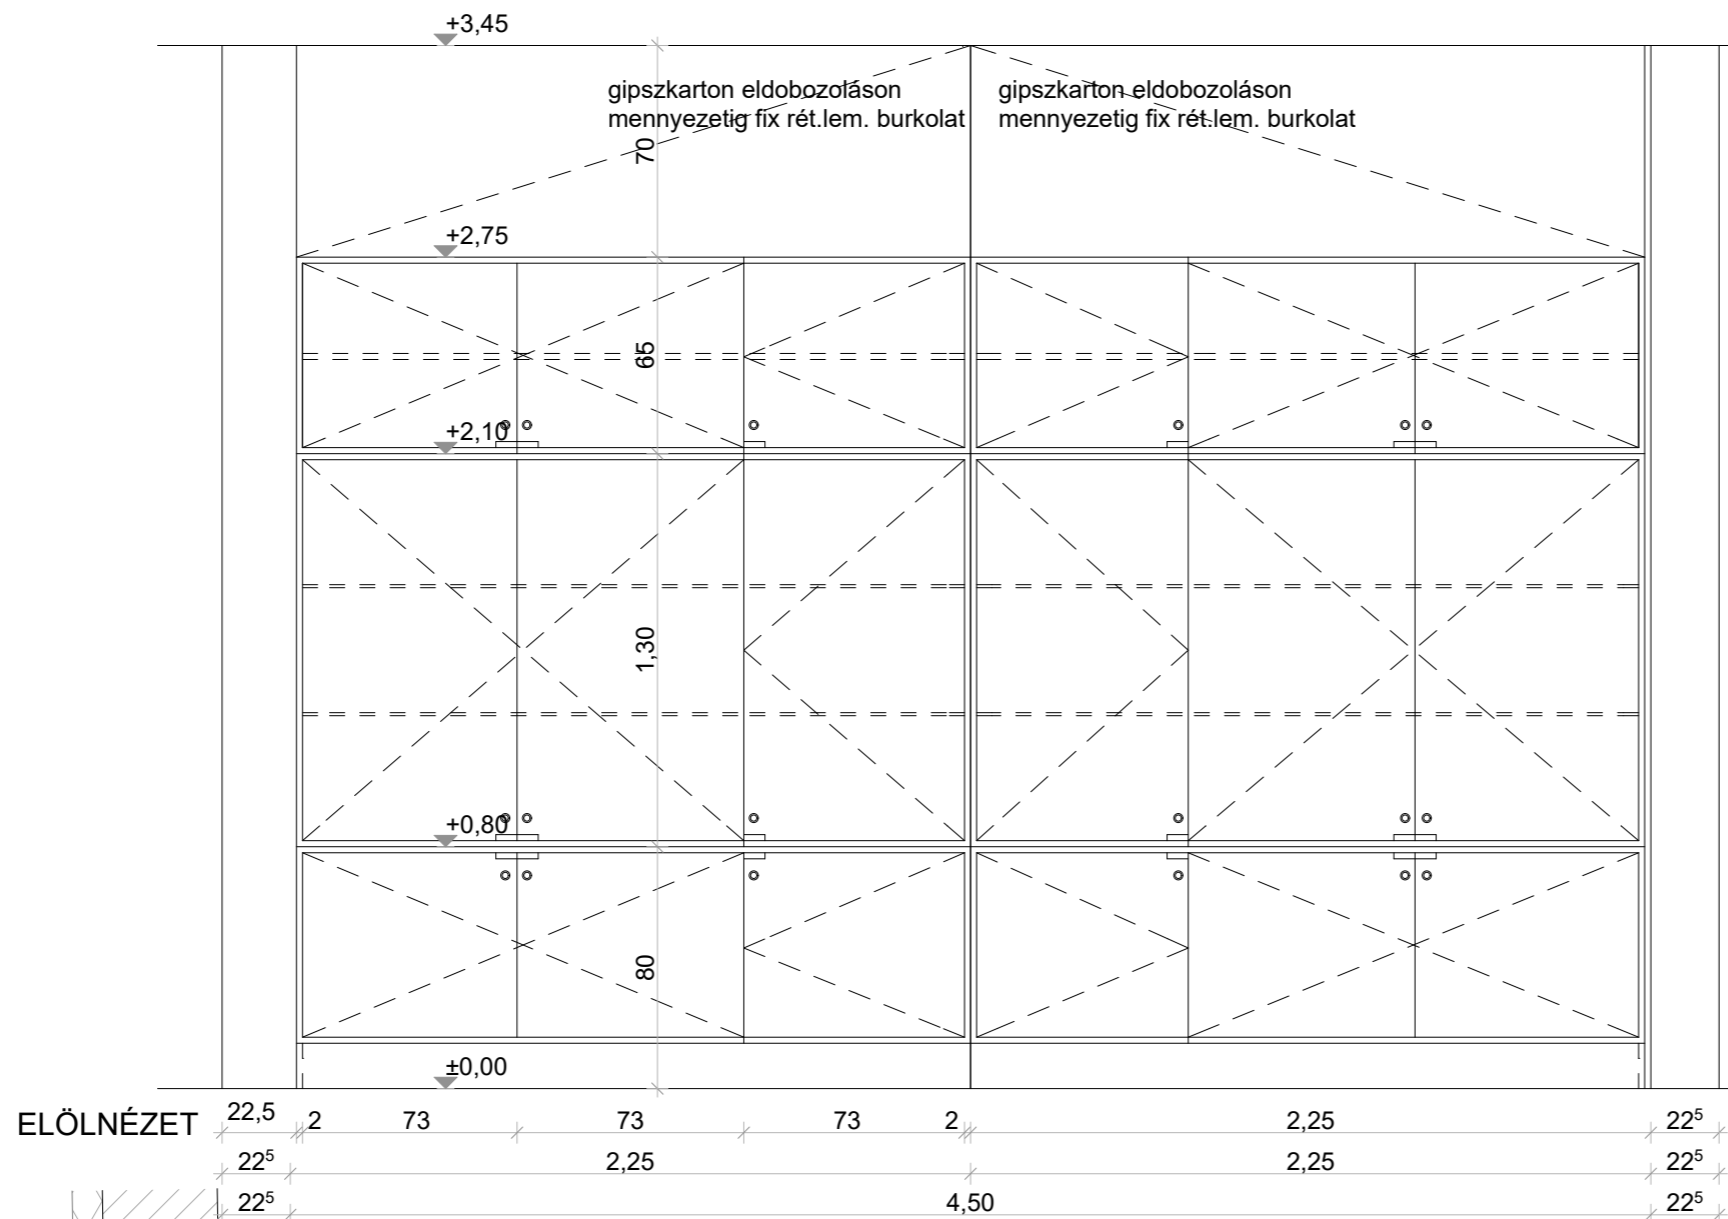 +3,45
gipszkarton eldobozoláson
mennyezetig fix rét.lem. burkolat
gipszkarton eldobozoláson
mennyezetig fix rét.lem. burkolat
70
+2,75
65
+2,10
1,30
+0,80
80
±0,00
ELÖLNÉZET
22,5 2 73 73 73 2 2,25 22⁵
22⁵ 2,25 2,25 22⁵
22⁵ 4,50 22⁵